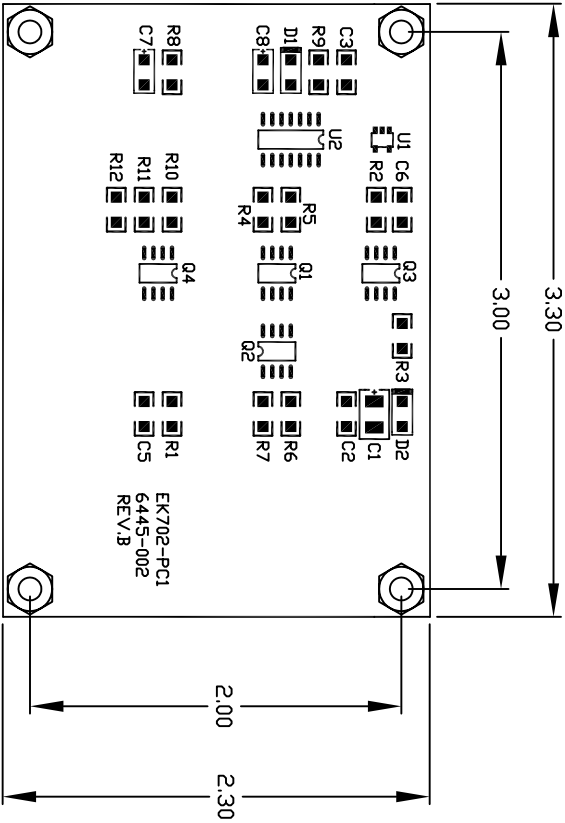 C7
R8
C8
D1
R9
C3
U2
U1
R12
R11
R10
R4
R5
R2
C6
Q4
Q1
Q3
Q2
R3
C5
R1
R7
R6
C2
C1
D2
EK702-PC1
6445-002
REV.B
3.00
3.30
2.00
2.30